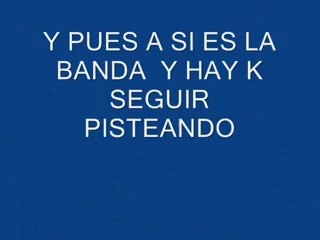 Y PUES A SI ES LA
BANDA  Y HAY K
SEGUIR
PISTEANDO